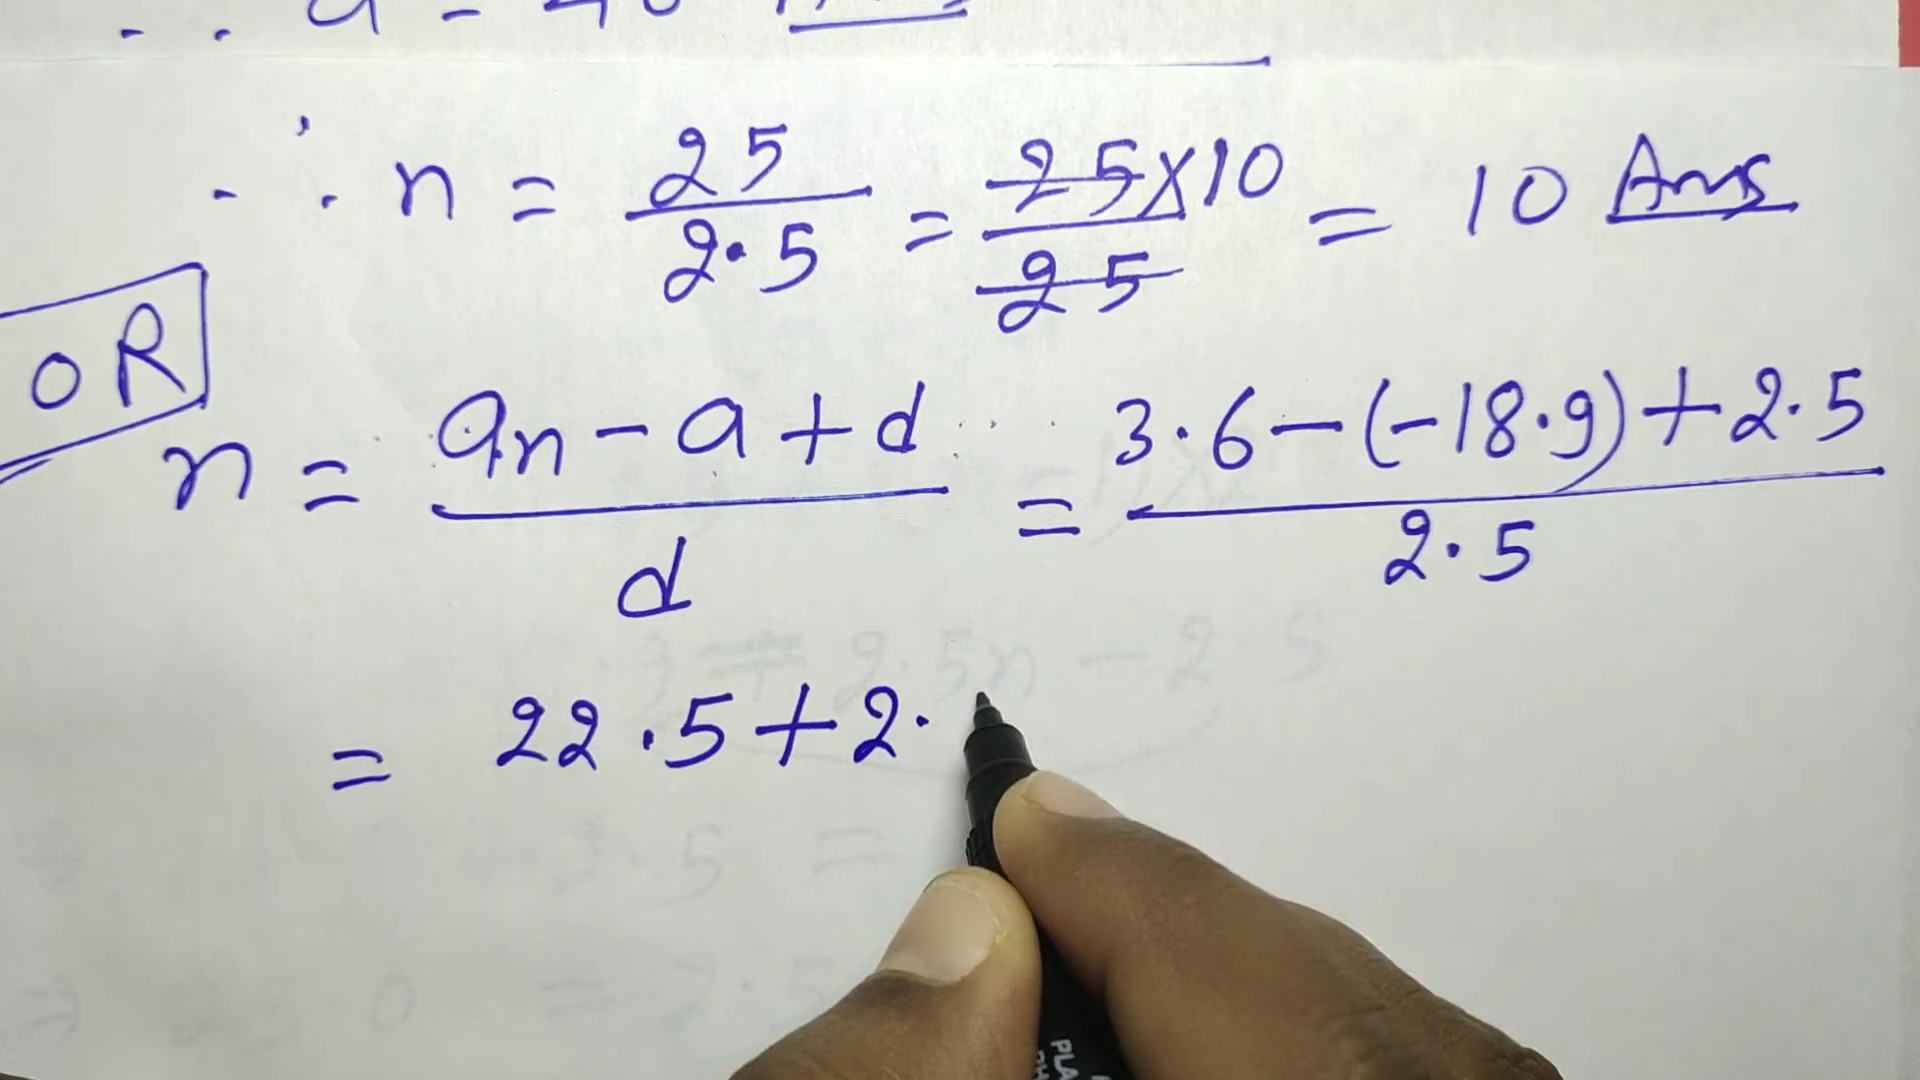 ∴ n = 25/2.5 = 25×10/25 = 10 Ans
OR
n = an - a + d / d = 3.6 - (-18.9) + 2.5 / 2.5
= 22.5 + 2.